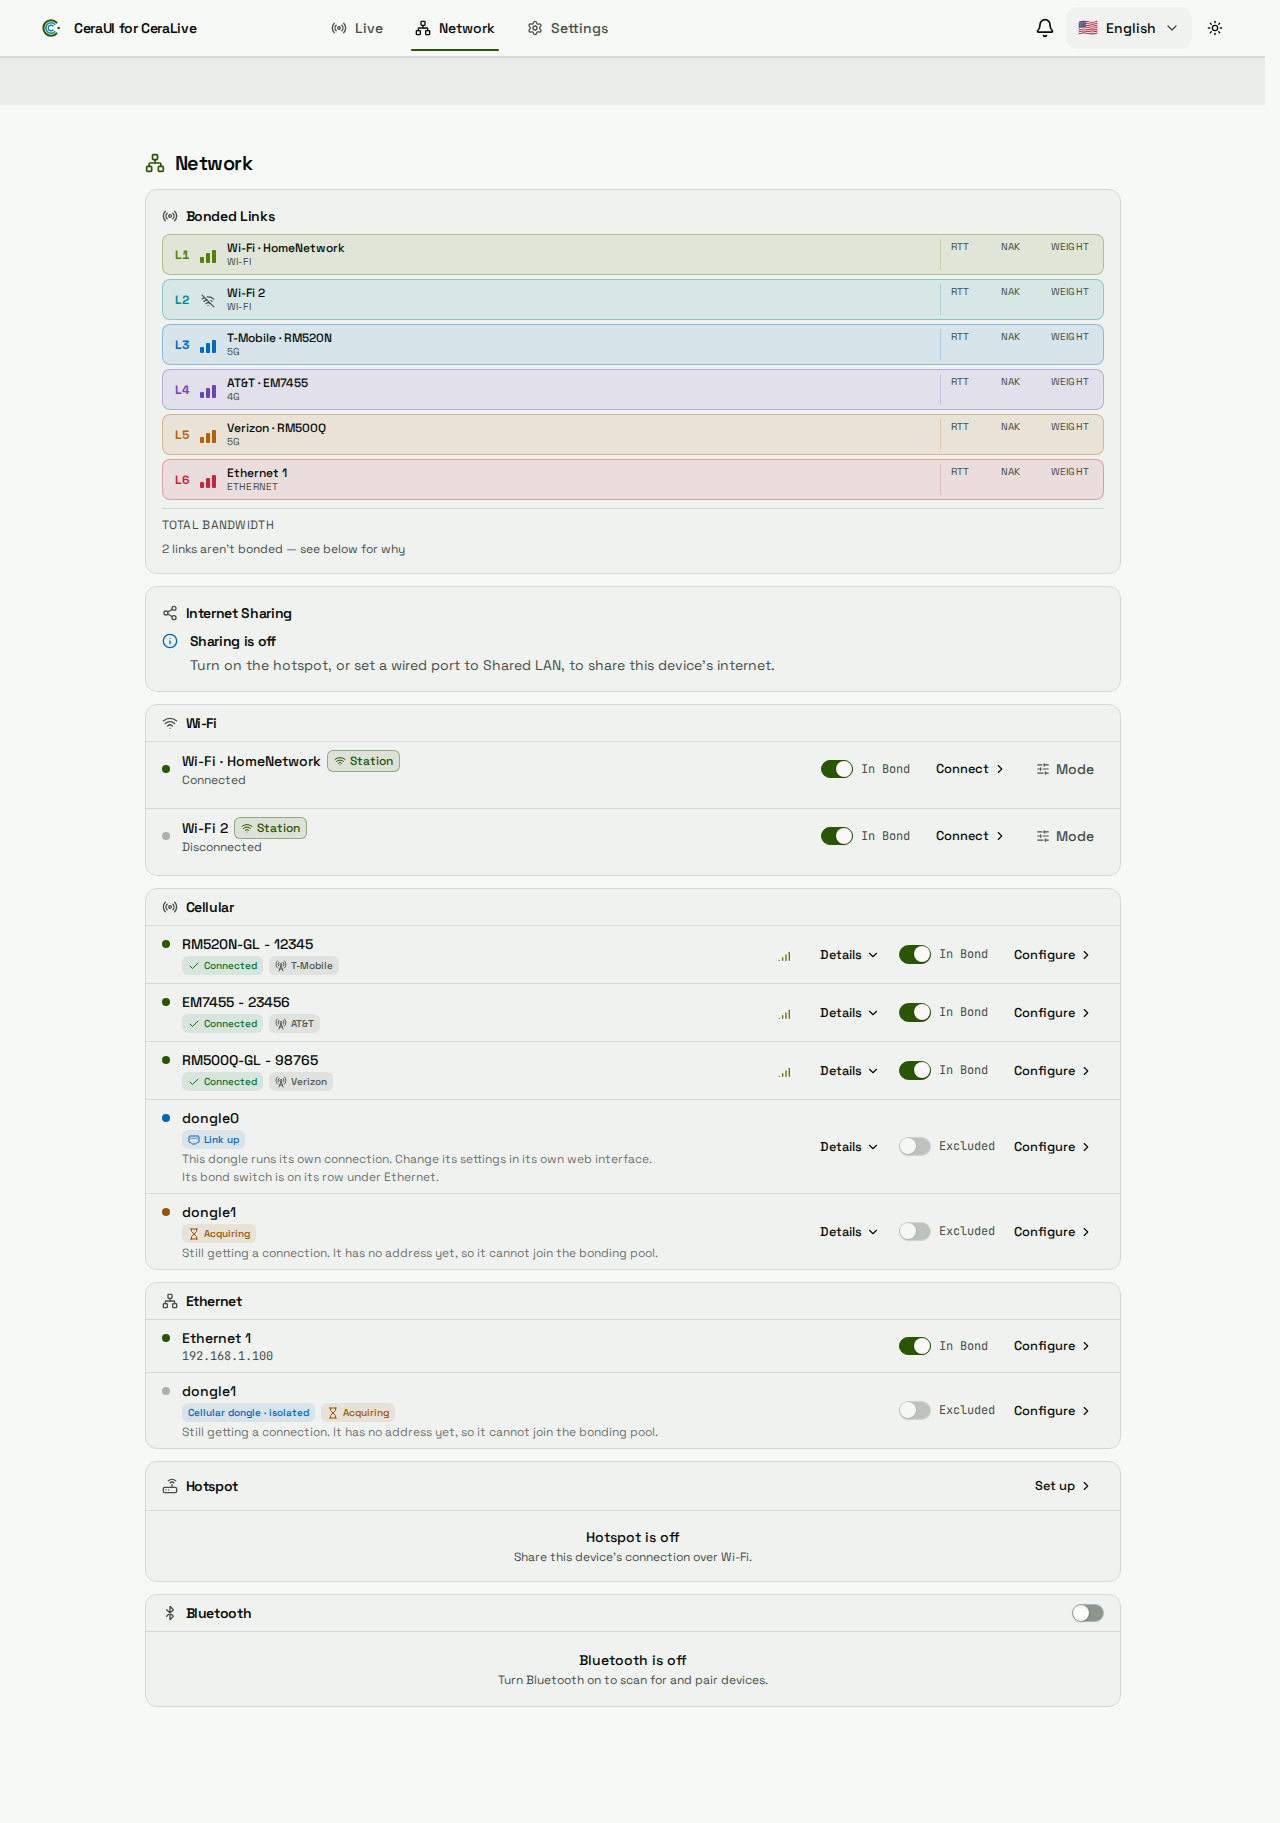 CeraUI for CeraLive
Live
Network
Settings
English
Network
Bonded Links
L1
Wi-Fi · HomeNetwork
WI-FI
RTT NAK WEIGHT
L2
Wi-Fi 2
WI-FI
RTT NAK WEIGHT
L3
T-Mobile · RM520N
5G
RTT NAK WEIGHT
L4
AT&T · EM7455
4G
RTT NAK WEIGHT
L5
Verizon · RM500Q
5G
RTT NAK WEIGHT
L6
Ethernet 1
ETHERNET
RTT NAK WEIGHT
TOTAL BANDWIDTH
2 links aren't bonded — see below for why
Internet Sharing
Sharing is off
Turn on the hotspot, or set a wired port to Shared LAN, to share this device's internet.
Wi-Fi
Wi-Fi · HomeNetwork Station
Connected
In Bond Connect Mode
Wi-Fi 2 Station
Disconnected
In Bond Connect Mode
Cellular
RM520N-GL - 12345
Connected T-Mobile
Details In Bond Configure
EM7455 - 23456
Connected AT&T
Details In Bond Configure
RM500Q-GL - 98765
Connected Verizon
Details In Bond Configure
dongle0
Link up
This dongle runs its own connection. Change its settings in its own web interface.
Its bond switch is on its row under Ethernet.
Details Excluded Configure
dongle1
Acquiring
Still getting a connection. It has no address yet, so it cannot join the bonding pool.
Details Excluded Configure
Ethernet
Ethernet 1
192.168.1.100
In Bond Configure
dongle1
Cellular dongle · isolated Acquiring
Still getting a connection. It has no address yet, so it cannot join the bonding pool.
Excluded Configure
Hotspot
Set up
Hotspot is off
Share this device's connection over Wi-Fi.
Bluetooth
Bluetooth is off
Turn Bluetooth on to scan for and pair devices.